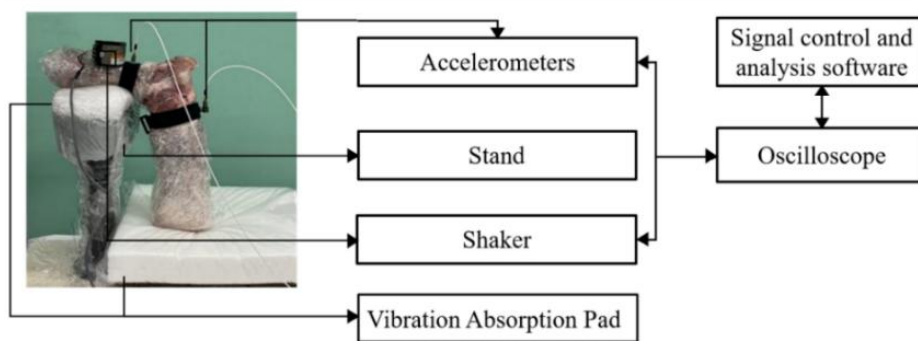 Accelerometers
Stand
Shaker
Vibration Absorption Pad
Signal control and
analysis software
Oscilloscope